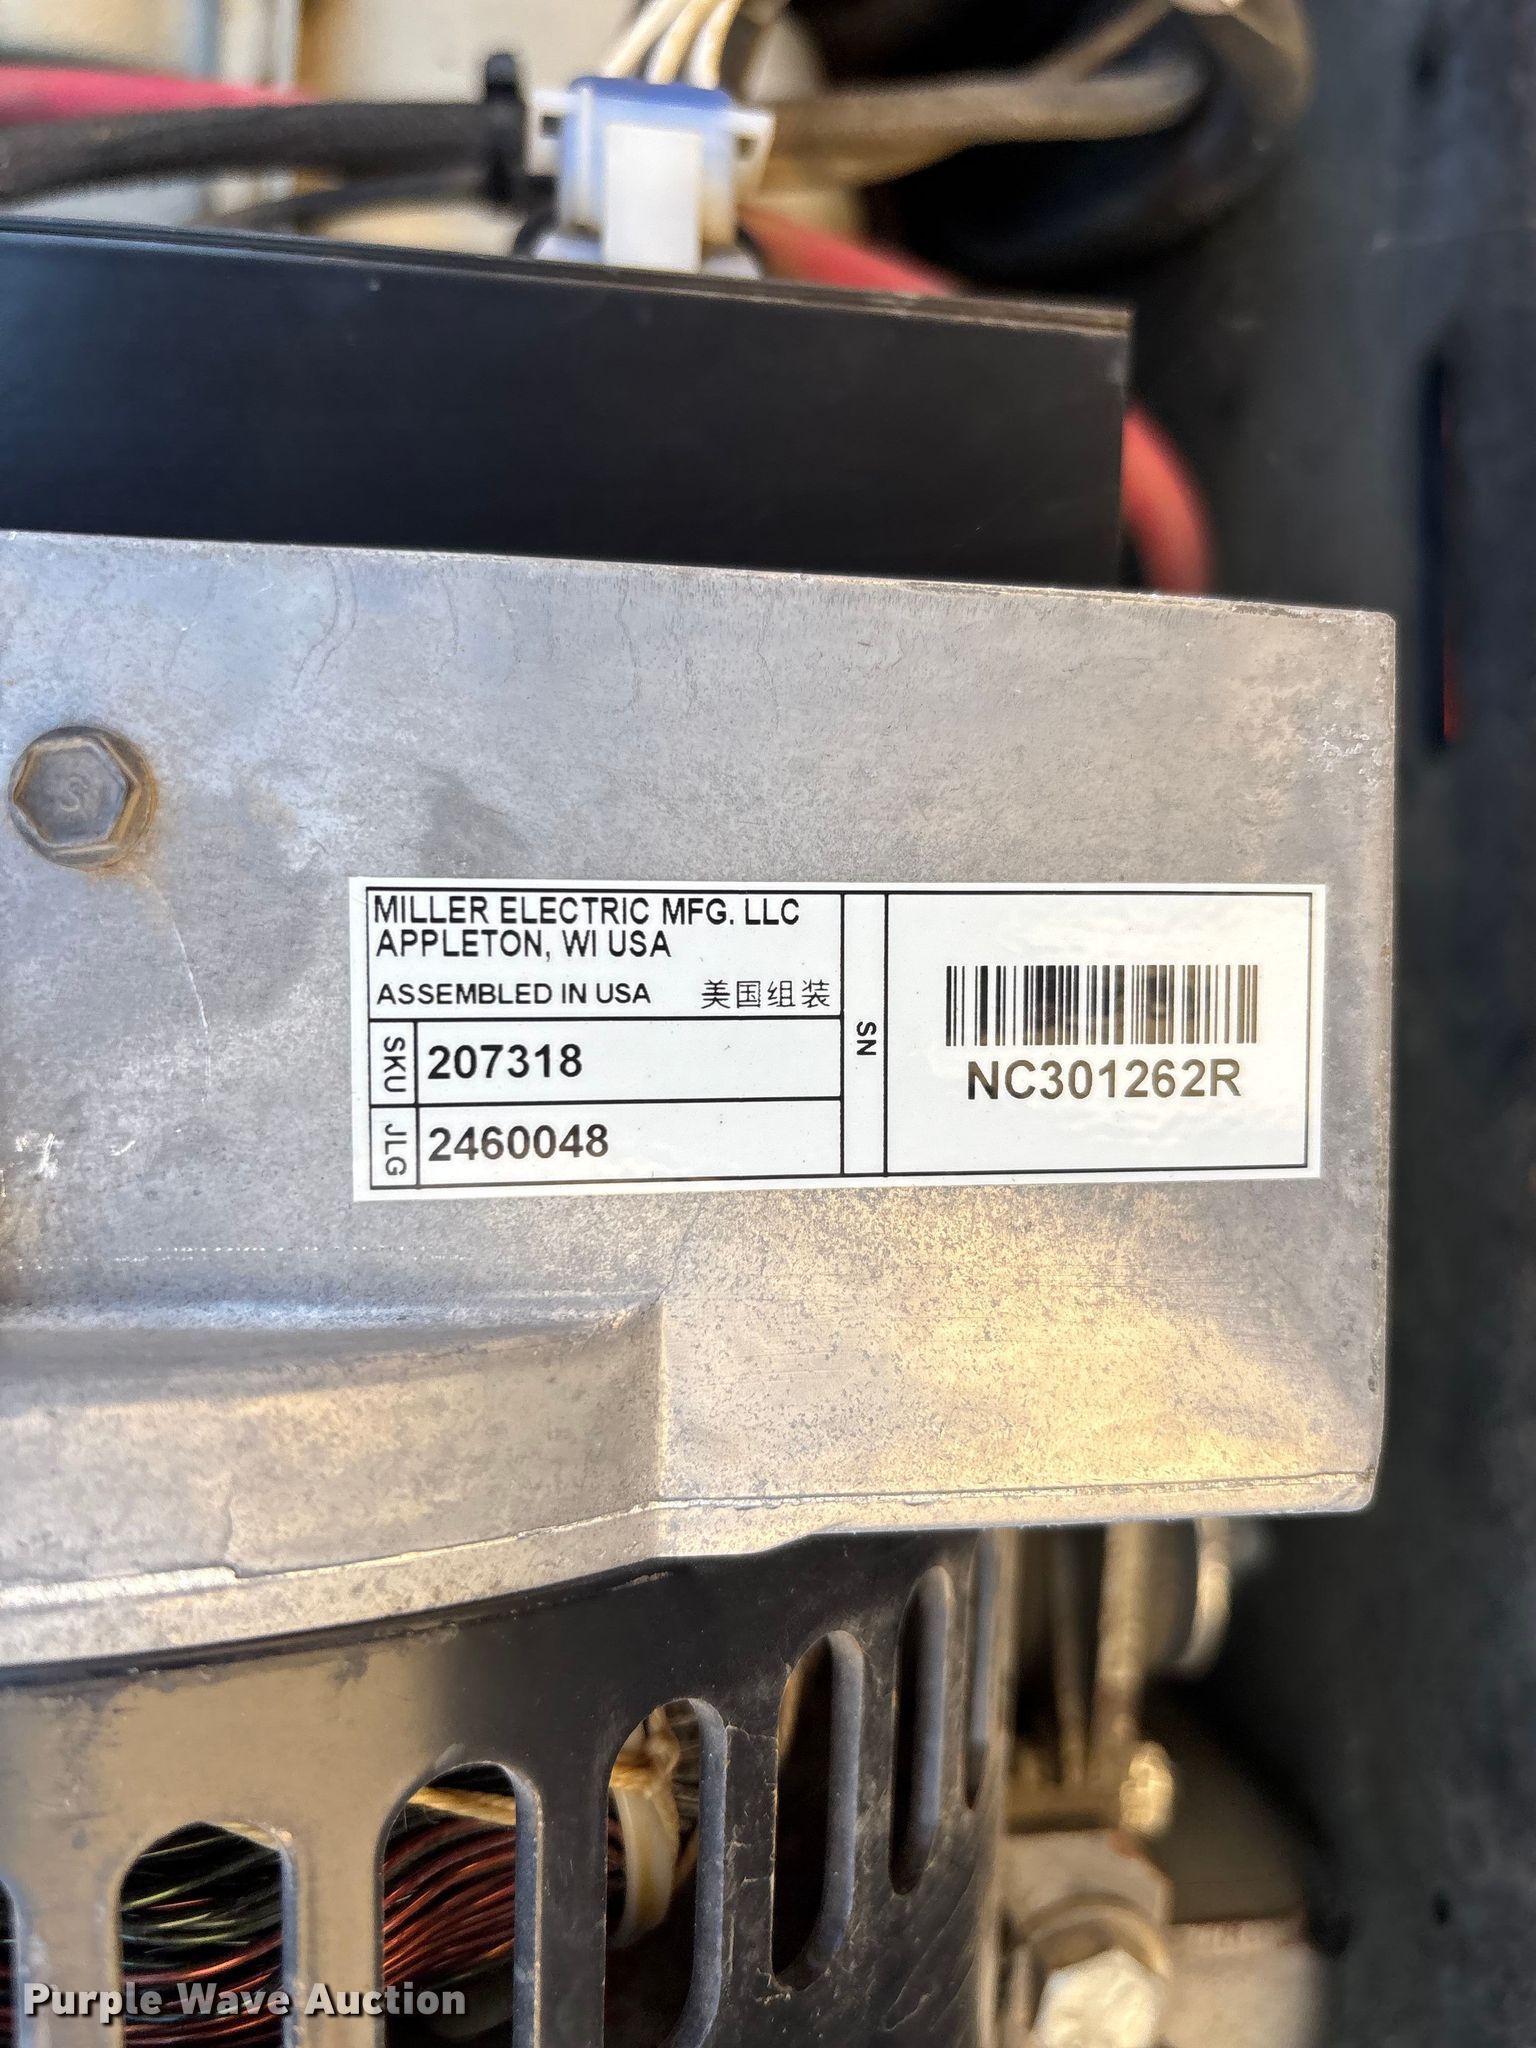 S
MILLER ELECTRIC MFG. LLC
APPLETON, WI USA
ASSEMBLED IN USA 美国组装
SKU 207318
JLG 2460048
SN
NC301262R
Purple Wave Auction